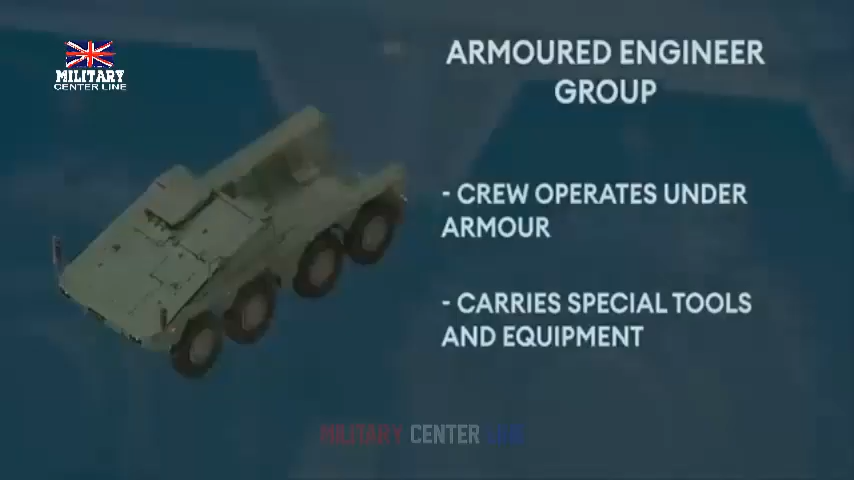 MILITARY
CENTER LINE
ARMOURED ENGINEER
GROUP
- CREW OPERATES UNDER
ARMOUR
- CARRIES SPECIAL TOOLS
AND EQUIPMENT
MILITARY CENTER LINE